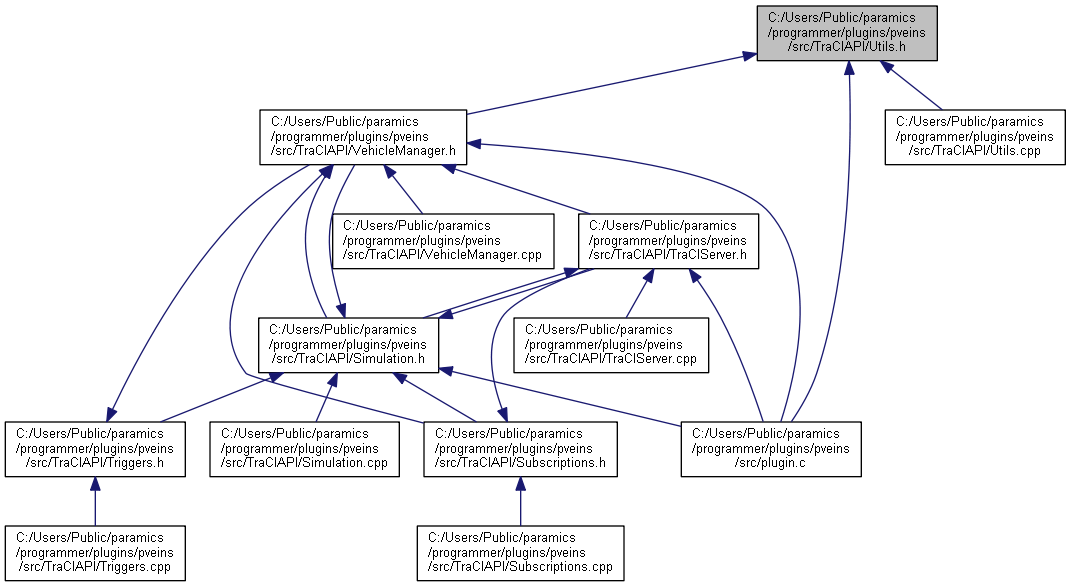 C:/Users/Public/paramics
/programmer/plugins/pveins
/src/TraCIAPI/Utils.h
C:/Users/Public/paramics
/programmer/plugins/pveins
/src/TraCIAPI/VehicleManager.h
C:/Users/Public/paramics
/programmer/plugins/pveins
/src/TraCIAPI/Utils.cpp
C:/Users/Public/paramics
/programmer/plugins/pveins
/src/TraCIAPI/VehicleManager.cpp
C:/Users/Public/paramics
/programmer/plugins/pveins
/src/TraCIAPI/TraCIServer.h
C:/Users/Public/paramics
/programmer/plugins/pveins
/src/TraCIAPI/Simulation.h
C:/Users/Public/paramics
/programmer/plugins/pveins
/src/TraCIAPI/TraCIServer.cpp
C:/Users/Public/paramics
/programmer/plugins/pveins
/src/TraCIAPI/Triggers.h
C:/Users/Public/paramics
/programmer/plugins/pveins
/src/TraCIAPI/Simulation.cpp
C:/Users/Public/paramics
/programmer/plugins/pveins
/src/TraCIAPI/Subscriptions.h
C:/Users/Public/paramics
/programmer/plugins/pveins
/src/plugin.c
C:/Users/Public/paramics
/programmer/plugins/pveins
/src/TraCIAPI/Triggers.cpp
C:/Users/Public/paramics
/programmer/plugins/pveins
/src/TraCIAPI/Subscriptions.cpp